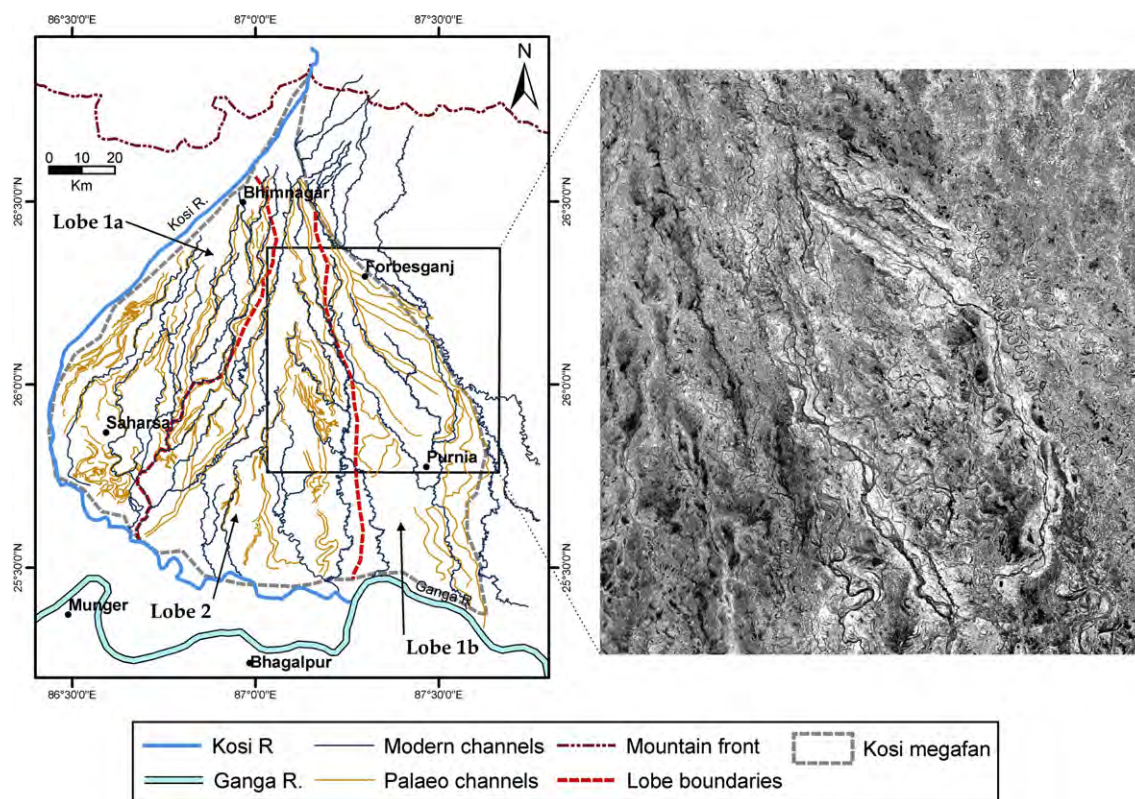 86°30'0"E
87°0'0"E
87°30'0"E
N
0 10 20
Km
26°30'0"N
26°30'0"N
Bhimnagar
Kosi R.
Lobe 1a
Forbesganj
26°0'0"N
26°0'0"N
Saharsa
Purnia
25°30'0"N
25°30'0"N
Ganga R.
Munger
Lobe 2
Lobe 1b
Bhagalpur
86°30'0"E
87°0'0"E
87°30'0"E
Kosi R
Modern channels
Mountain front
Kosi megafan
Ganga R.
Palaeo channels
Lobe boundaries